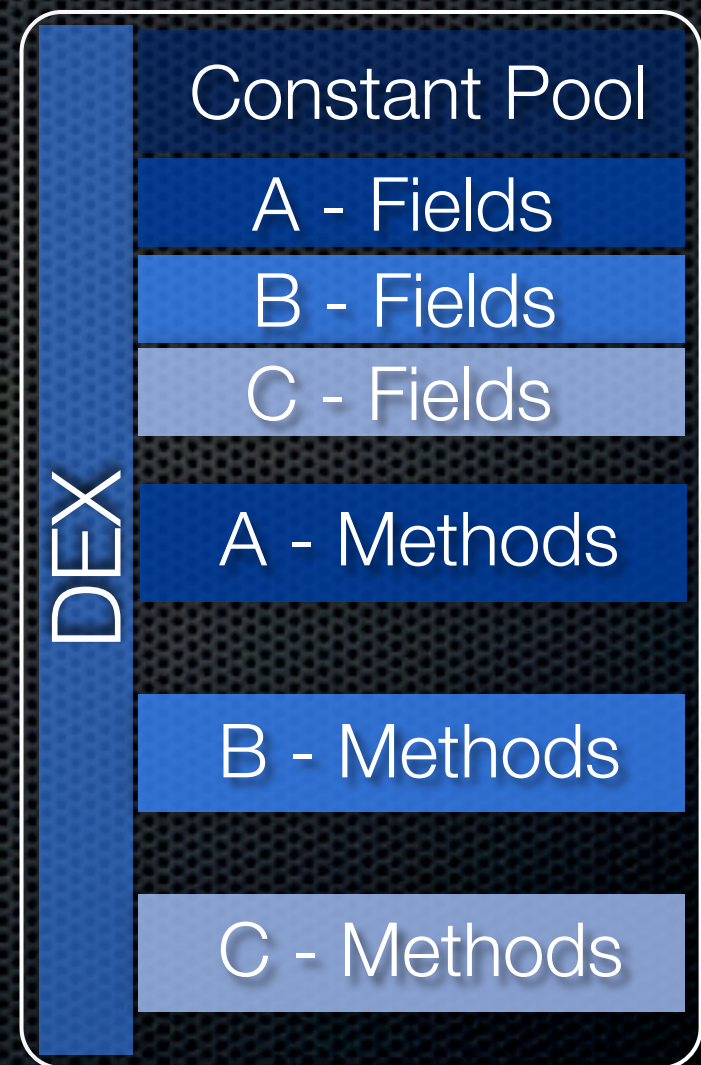 DEX
Constant Pool
A - Fields
B - Fields
C - Fields
A - Methods
B - Methods
C - Methods